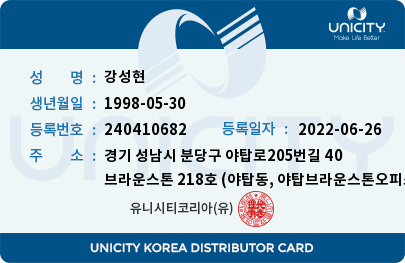 UNICITY
Make Life Better
성 명 : 강성현
생년월일 : 1998-05-30
등록번호 : 240410682 등록일자 : 2022-06-26
주 소 : 경기 성남시 분당구 야탑로205번길 40
브라운스톤 218호 (야탑동, 야탑브라운스톤오피
유니시티코리아(유)
UNICITY
UNICITY KOREA DISTRIBUTOR CARD